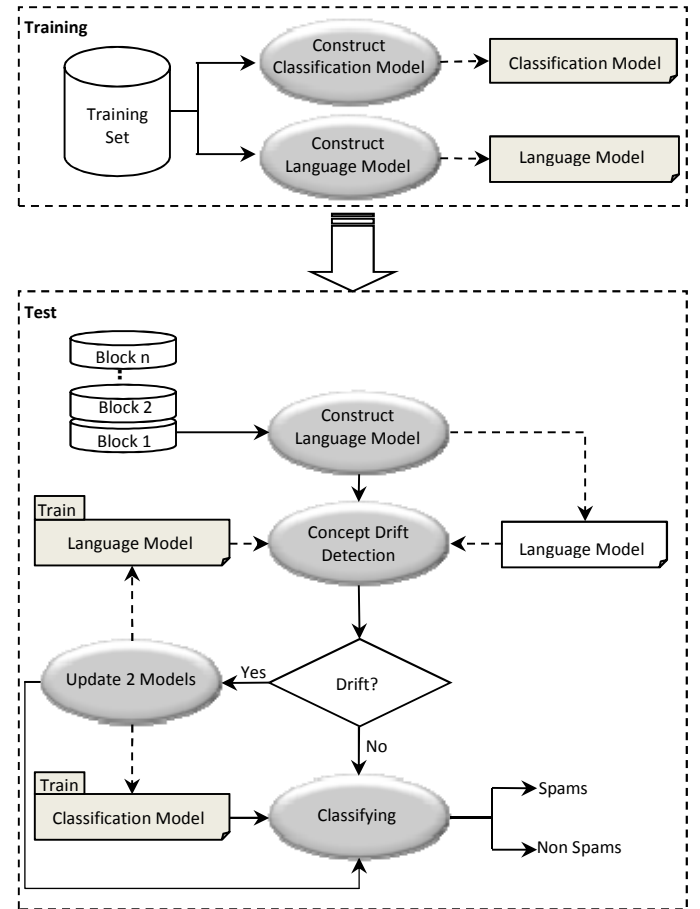 Training
Training
Set
Construct
Classification Model
Classification Model
Construct
Language Model
Language Model
Test
Block n
Block 2
Block 1
Construct
Language Model
Train
Language Model
Concept Drift
Detection
Language Model
Update 2 Models
Yes
Drift?
No
Train
Classification Model
Classifying
Spams
Non Spams